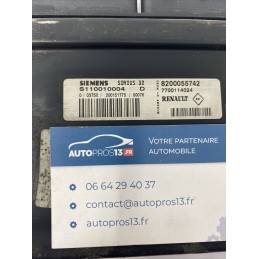 SIEMENS SIRIUS 32
S110010004 D
8200055742
7700114024
RENAULT
VOTRE PARTENAIRE
AUTOMOBILE
AUTOPROS13.FR
06 64 29 40 37
contact@autopros13.fr
autopros13.fr